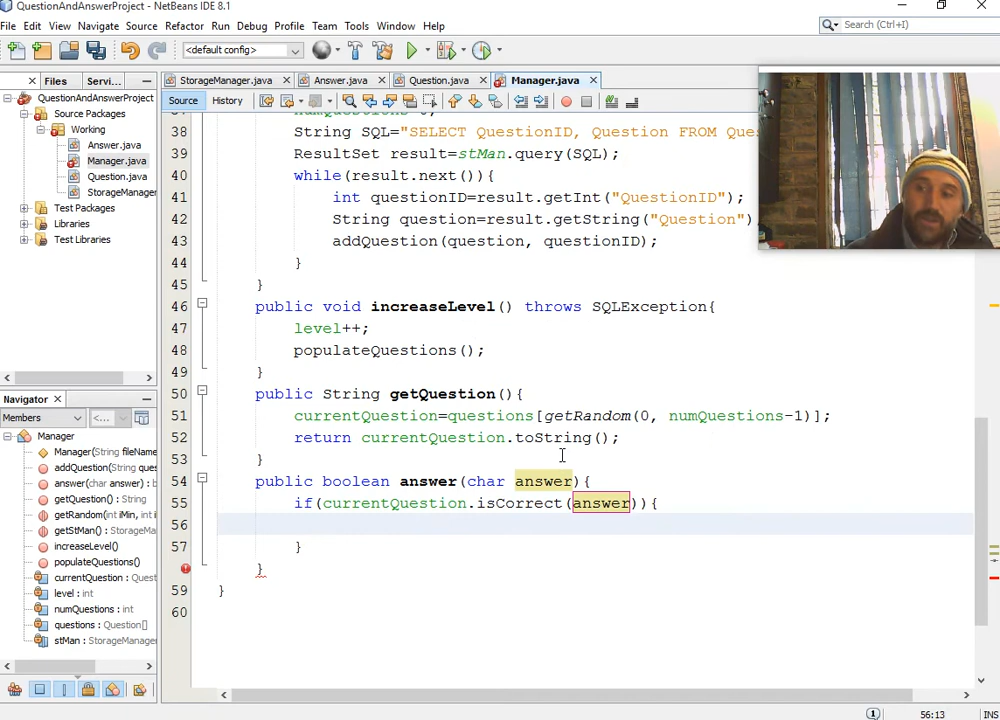 QuestionAndAnswerProject - NetBeans IDE 8.1
File Edit View Navigate Source Refactor Run Debug Profile Team Tools Window Help
<default config>
Search (Ctrl+I)
Files Servi...
StorageManager.java Answer.java Question.java Manager.java
Source History
QuestionAndAnswerProject
Source Packages
Working
Answer.java
Manager.java
Question.java
StorageManager
Test Packages
Libraries
Test Libraries
38 String SQL="SELECT QuestionID, Question FROM Ques
39 ResultSet result=stMan.query(SQL);
40 while(result.next()){
41 int questionID=result.getInt("QuestionID");
42 String question=result.getString("Question")
43 addQuestion(question, questionID);
44 }
45 }
46 public void increaseLevel() throws SQLException{
47 level++;
48 populateQuestions();
49 }
50 public String getQuestion(){
51 currentQuestion=questions[getRandom(0, numQuestions-1)];
52 return currentQuestion.toString();
53 }
54 public boolean answer(char answer){
55 if(currentQuestion.isCorrect(answer)){
56
57 }
}
59 }
60
Navigator
Members <...
Manager
Manager(String fileName
addQuestion(String ques
answer(char answer) : b
getQuestion() : String
getRandom(int iMin, int
getStMan() : StorageMa
increaseLevel()
populateQuestions()
currentQuestion : Quest
level : int
numQuestions : int
questions : Question[]
stMan : StorageManager
1 56:13 INS